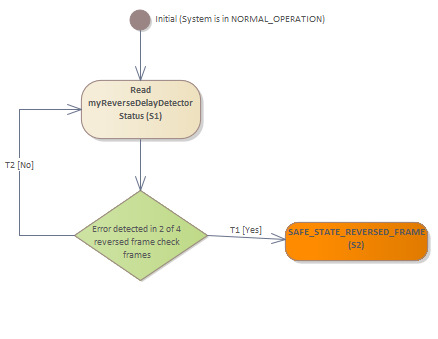 Initial (System is in NORMAL_OPERATION)
Read
myReverseDelayDetector
Status (S1)
T2 [No]
Error detected in 2 of 4
reversed frame check
frames
T1 [Yes]
SAFE_STATE_REVERSED_FRAME
(S2)